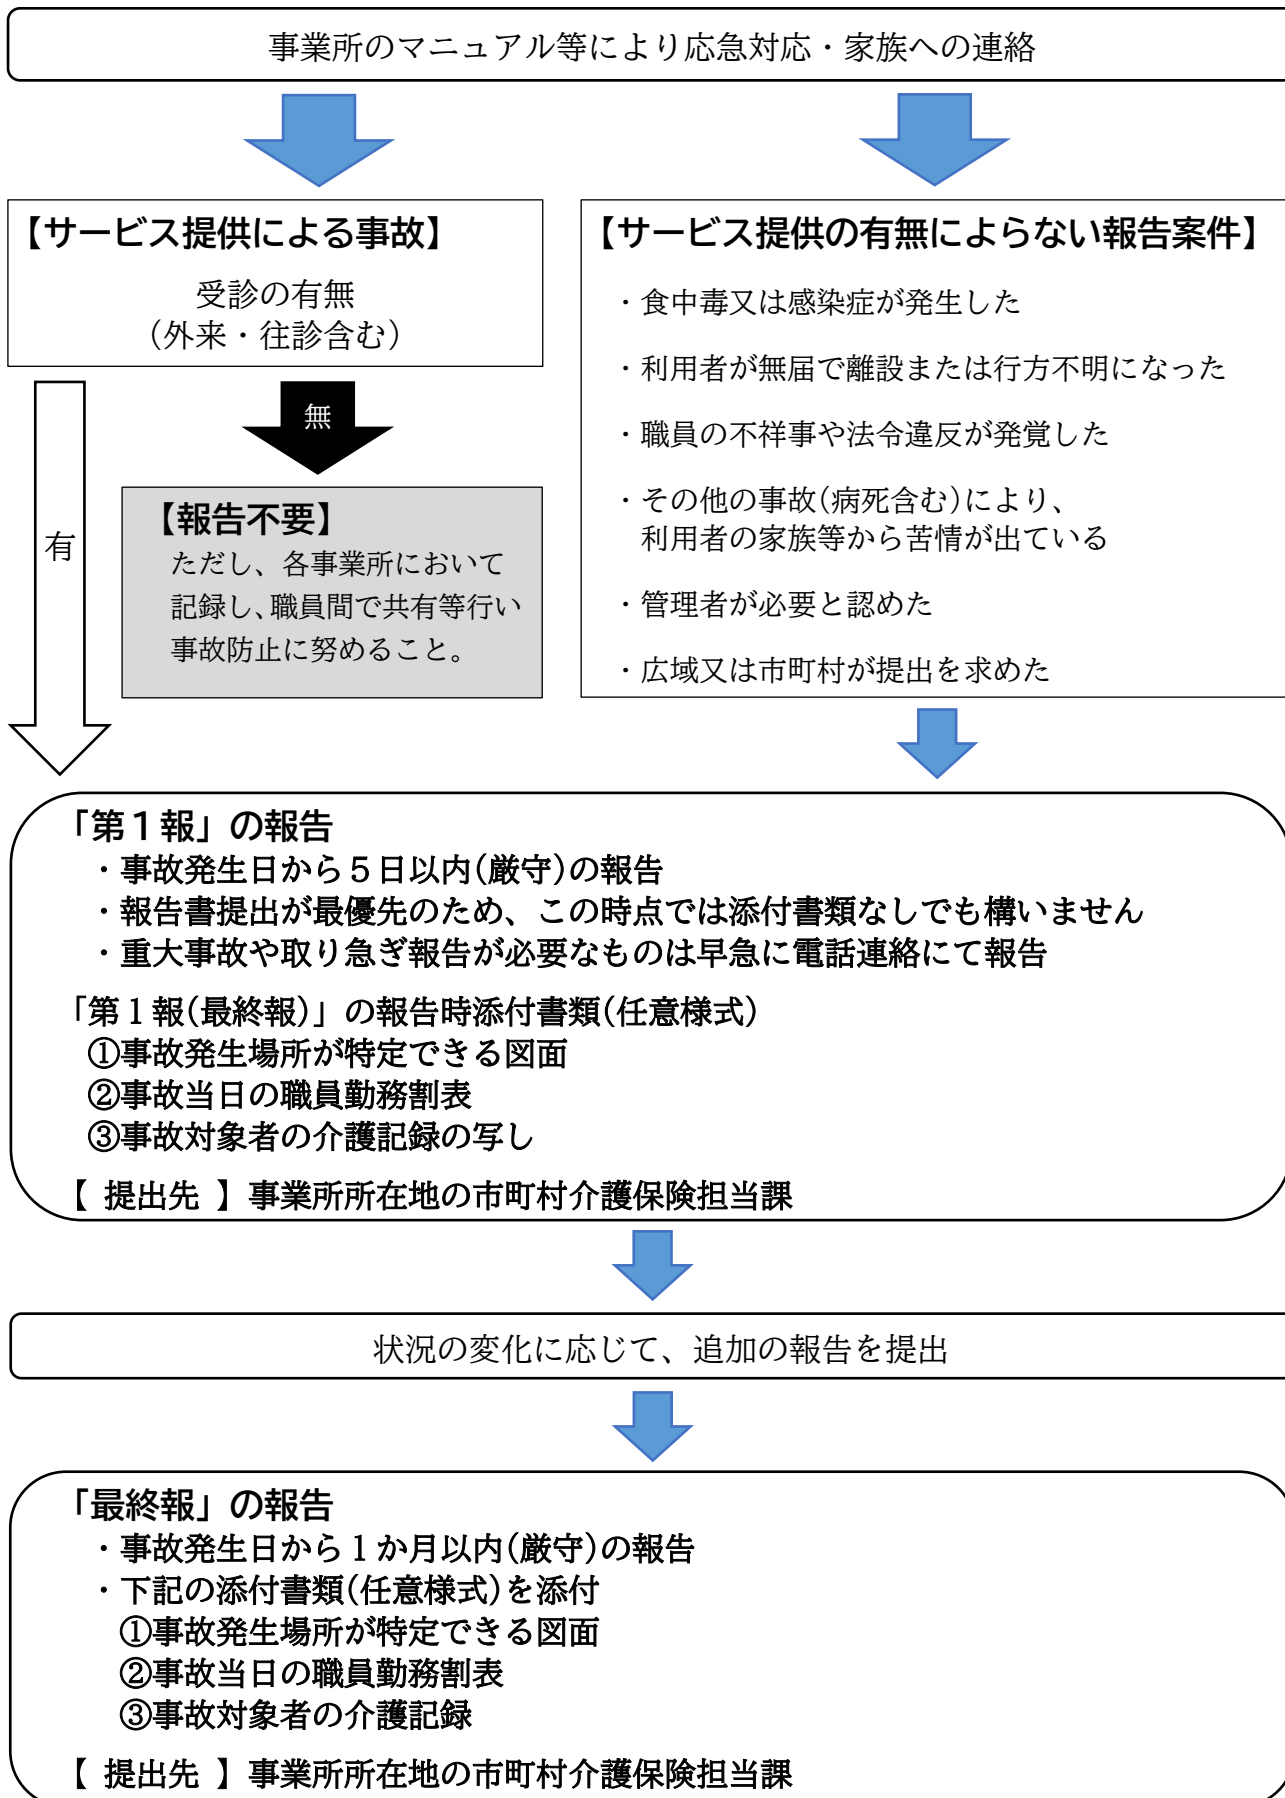 事業所のマニュアル等により応急対応・家族への連絡
【サービス提供による事故】
受診の有無
（外来・往診含む）
無
有
【報告不要】
ただし、各事業所において
記録し、職員間で共有等行い
事故防止に努めること。
【サービス提供の有無によらない報告案件】
・食中毒又は感染症が発生した
・利用者が無届で離設または行方不明になった
・職員の不祥事や法令違反が発覚した
・その他の事故(病死含む)により、
利用者の家族等から苦情が出ている
・管理者が必要と認めた
・広域又は市町村が提出を求めた
「第１報」の報告
・事故発生日から５日以内(厳守)の報告
・報告書提出が最優先のため、この時点では添付書類なしでも構いません
・重大事故や取り急ぎ報告が必要なものは早急に電話連絡にて報告
「第１報(最終報)」の報告時添付書類(任意様式)
①事故発生場所が特定できる図面
②事故当日の職員勤務割表
③事故対象者の介護記録の写し
【 提出先 】事業所所在地の市町村介護保険担当課
状況の変化に応じて、追加の報告を提出
「最終報」の報告
・事故発生日から１か月以内(厳守)の報告
・下記の添付書類(任意様式)を添付
①事故発生場所が特定できる図面
②事故当日の職員勤務割表
③事故対象者の介護記録
【 提出先 】事業所所在地の市町村介護保険担当課